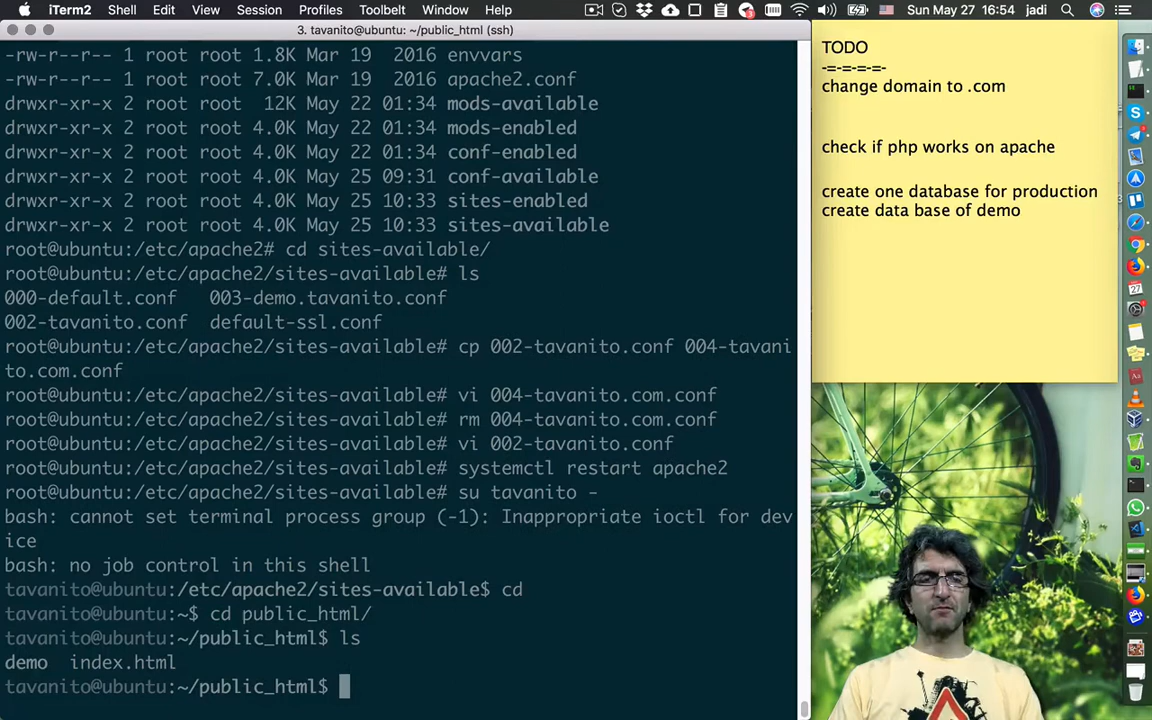 iTerm2 Shell Edit View Session Profiles Toolbelt Window Help Sun May 27 16:54 jadi
3. tavanito@ubuntu: ~/public_html (ssh)
-rw-r--r-- 1 root root 1.8K Mar 19  2016 envvars
-rw-r--r-- 1 root root 7.0K Mar 19  2016 apache2.conf
drwxr-xr-x 2 root root  12K May 22 01:34 mods-available
drwxr-xr-x 2 root root 4.0K May 22 01:34 mods-enabled
drwxr-xr-x 2 root root 4.0K May 22 01:34 conf-enabled
drwxr-xr-x 2 root root 4.0K May 25 09:31 conf-available
drwxr-xr-x 2 root root 4.0K May 25 10:33 sites-enabled
drwxr-xr-x 2 root root 4.0K May 25 10:33 sites-available
root@ubuntu:/etc/apache2# cd sites-available/
root@ubuntu:/etc/apache2/sites-available# ls
000-default.conf   003-demo.tavanito.conf
002-tavanito.conf  default-ssl.conf
root@ubuntu:/etc/apache2/sites-available# cp 002-tavanito.conf 004-tavani
to.com.conf
root@ubuntu:/etc/apache2/sites-available# vi 004-tavanito.com.conf
root@ubuntu:/etc/apache2/sites-available# rm 004-tavanito.com.conf
root@ubuntu:/etc/apache2/sites-available# vi 002-tavanito.conf
root@ubuntu:/etc/apache2/sites-available# systemctl restart apache2
root@ubuntu:/etc/apache2/sites-available# su tavanito -
bash: cannot set terminal process group (-1): Inappropriate ioctl for dev
ice
bash: no job control in this shell
tavanito@ubuntu:/etc/apache2/sites-available$ cd
tavanito@ubuntu:~$ cd public_html/
tavanito@ubuntu:~/public_html$ ls
demo  index.html
tavanito@ubuntu:~/public_html$
TODO
-=-=-=-=-
change domain to .com
check if php works on apache
create one database for production
create data base of demo